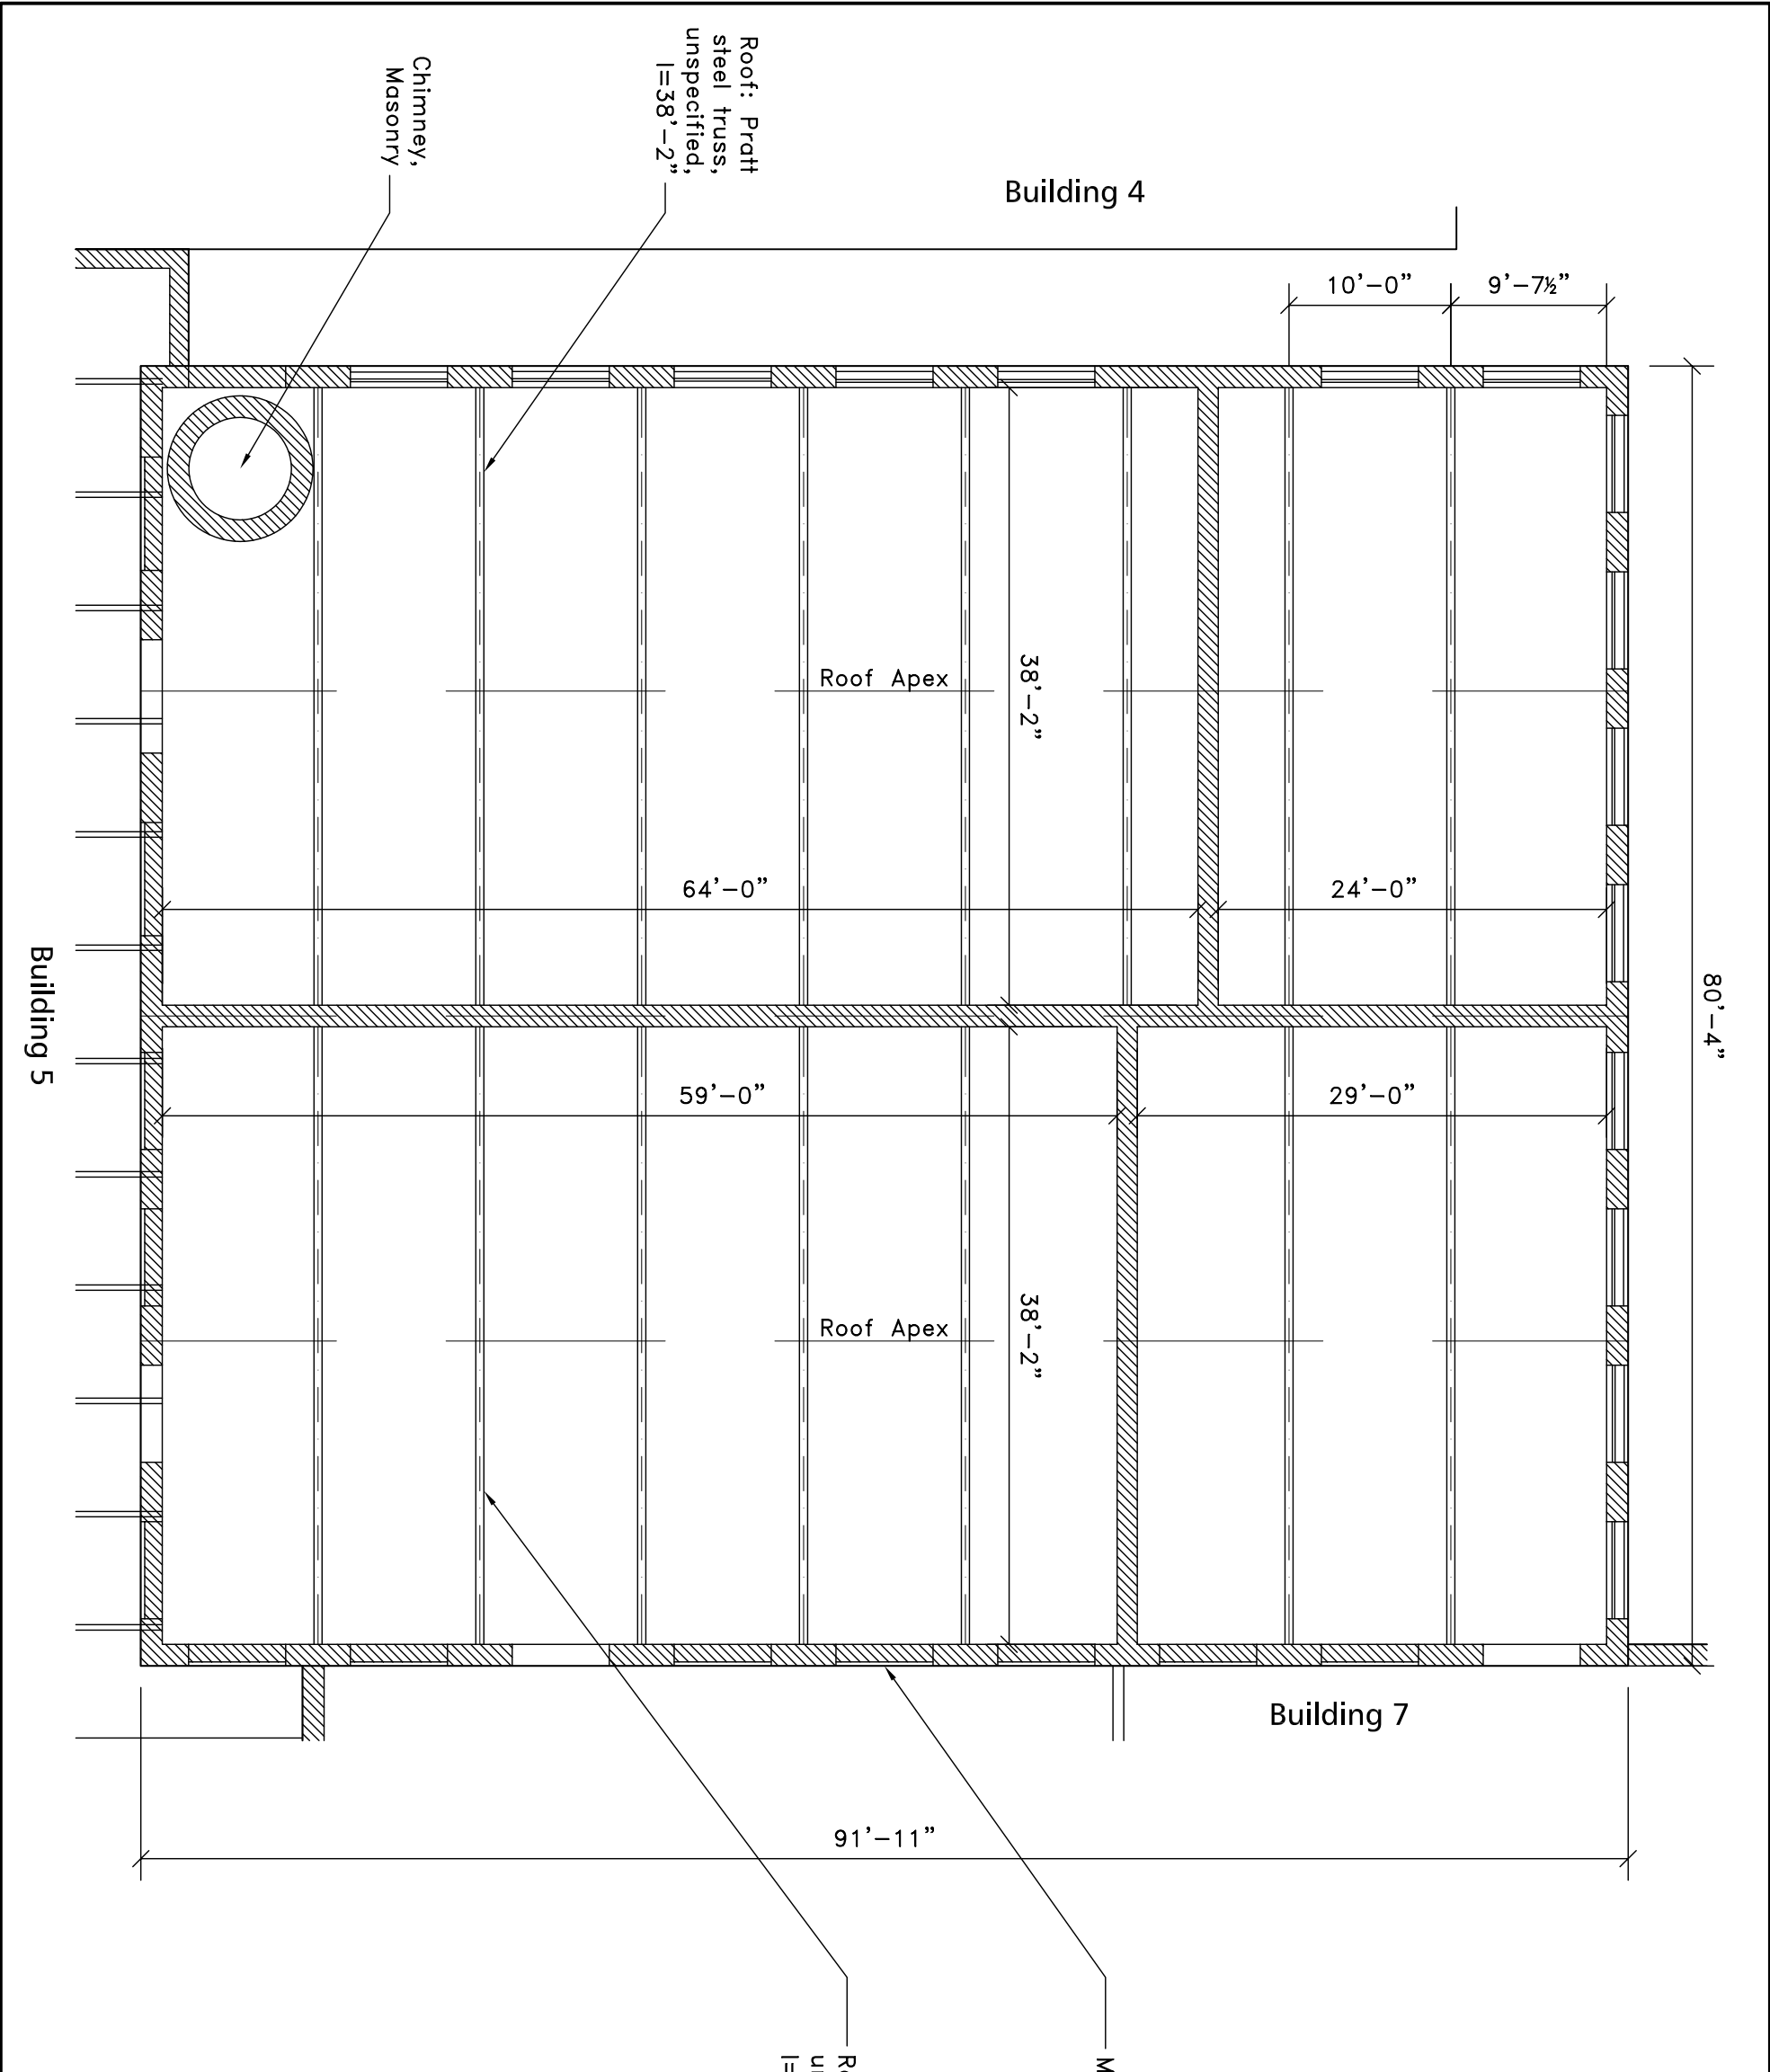 Roof: Pratt
steel truss,
unspecified,
l=38'-2"
Chimney,
Masonry
Building 4
10'-0"
9'-7½"
Roof Apex
38'-2"
64'-0"
24'-0"
80'-4"
Building 5
59'-0"
29'-0"
Roof Apex
38'-2"
Building 7
91'-11"